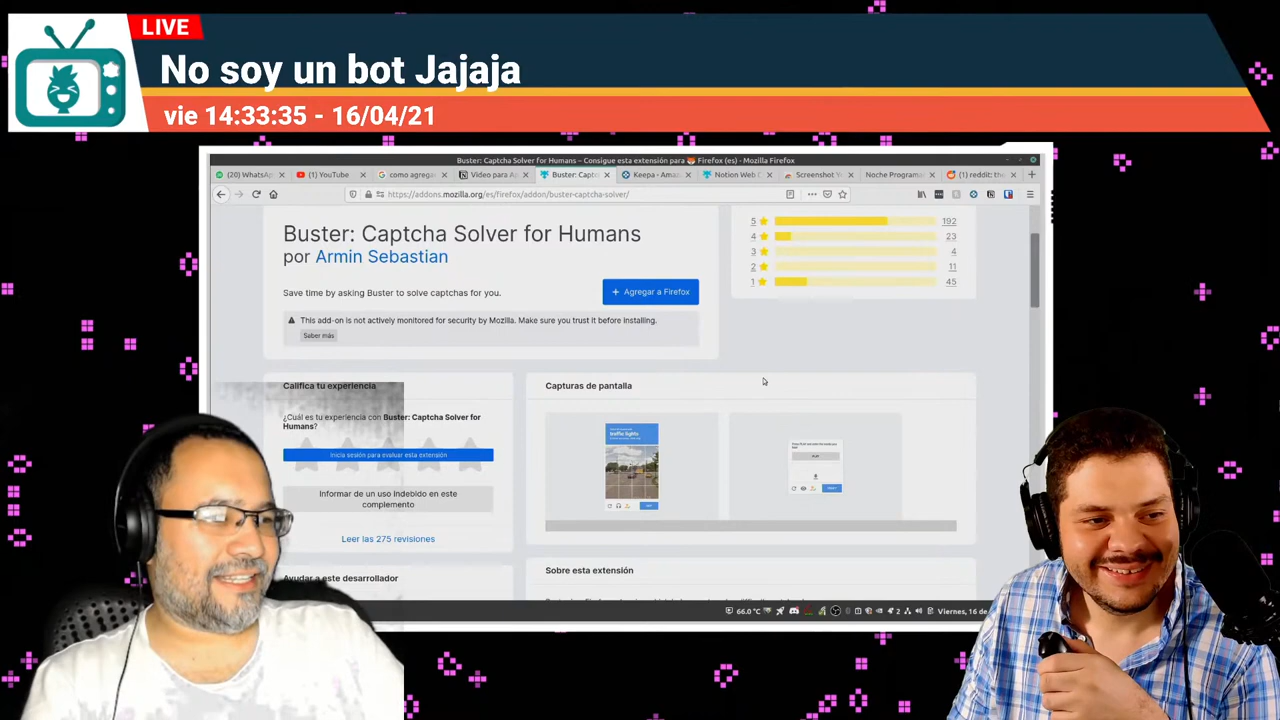 LIVE
No soy un bot Jajaja
vie 14:33:35 - 16/04/21
Buster: Captcha Solver for Humans – Consigue esta extensión para 🦊 Firefox (es) - Mozilla Firefox
(20) WhatsA
(1) YouTube
como agregar
Video para A
Buster: Capt
Keepa - Amaz
Notion Web C
Screenshot Y
Noche Programa
(1) reddit: the
https://addons.mozilla.org/es/firefox/addon/buster-captcha-solver/
Buster: Captcha Solver for Humans
por Armin Sebastian
Save time by asking Buster to solve captchas for you.
+ Agregar a Firefox
This add-on is not actively monitored for security by Mozilla. Make sure you trust it before installing.
Saber más
5 192
4 23
3 4
2 11
1 45
Califica tu experiencia
¿Cuál es tu experiencia con Buster: Captcha Solver for
Humans?
Inicia sesión para evaluar esta extensión
Informar de un uso indebido en este
complemento
Leer las 275 revisiones
Ayudar a este desarrollador
Capturas de pantalla
traffic lights
PLAY
Sobre esta extensión
66.0 °C
2
Viernes, 16 de